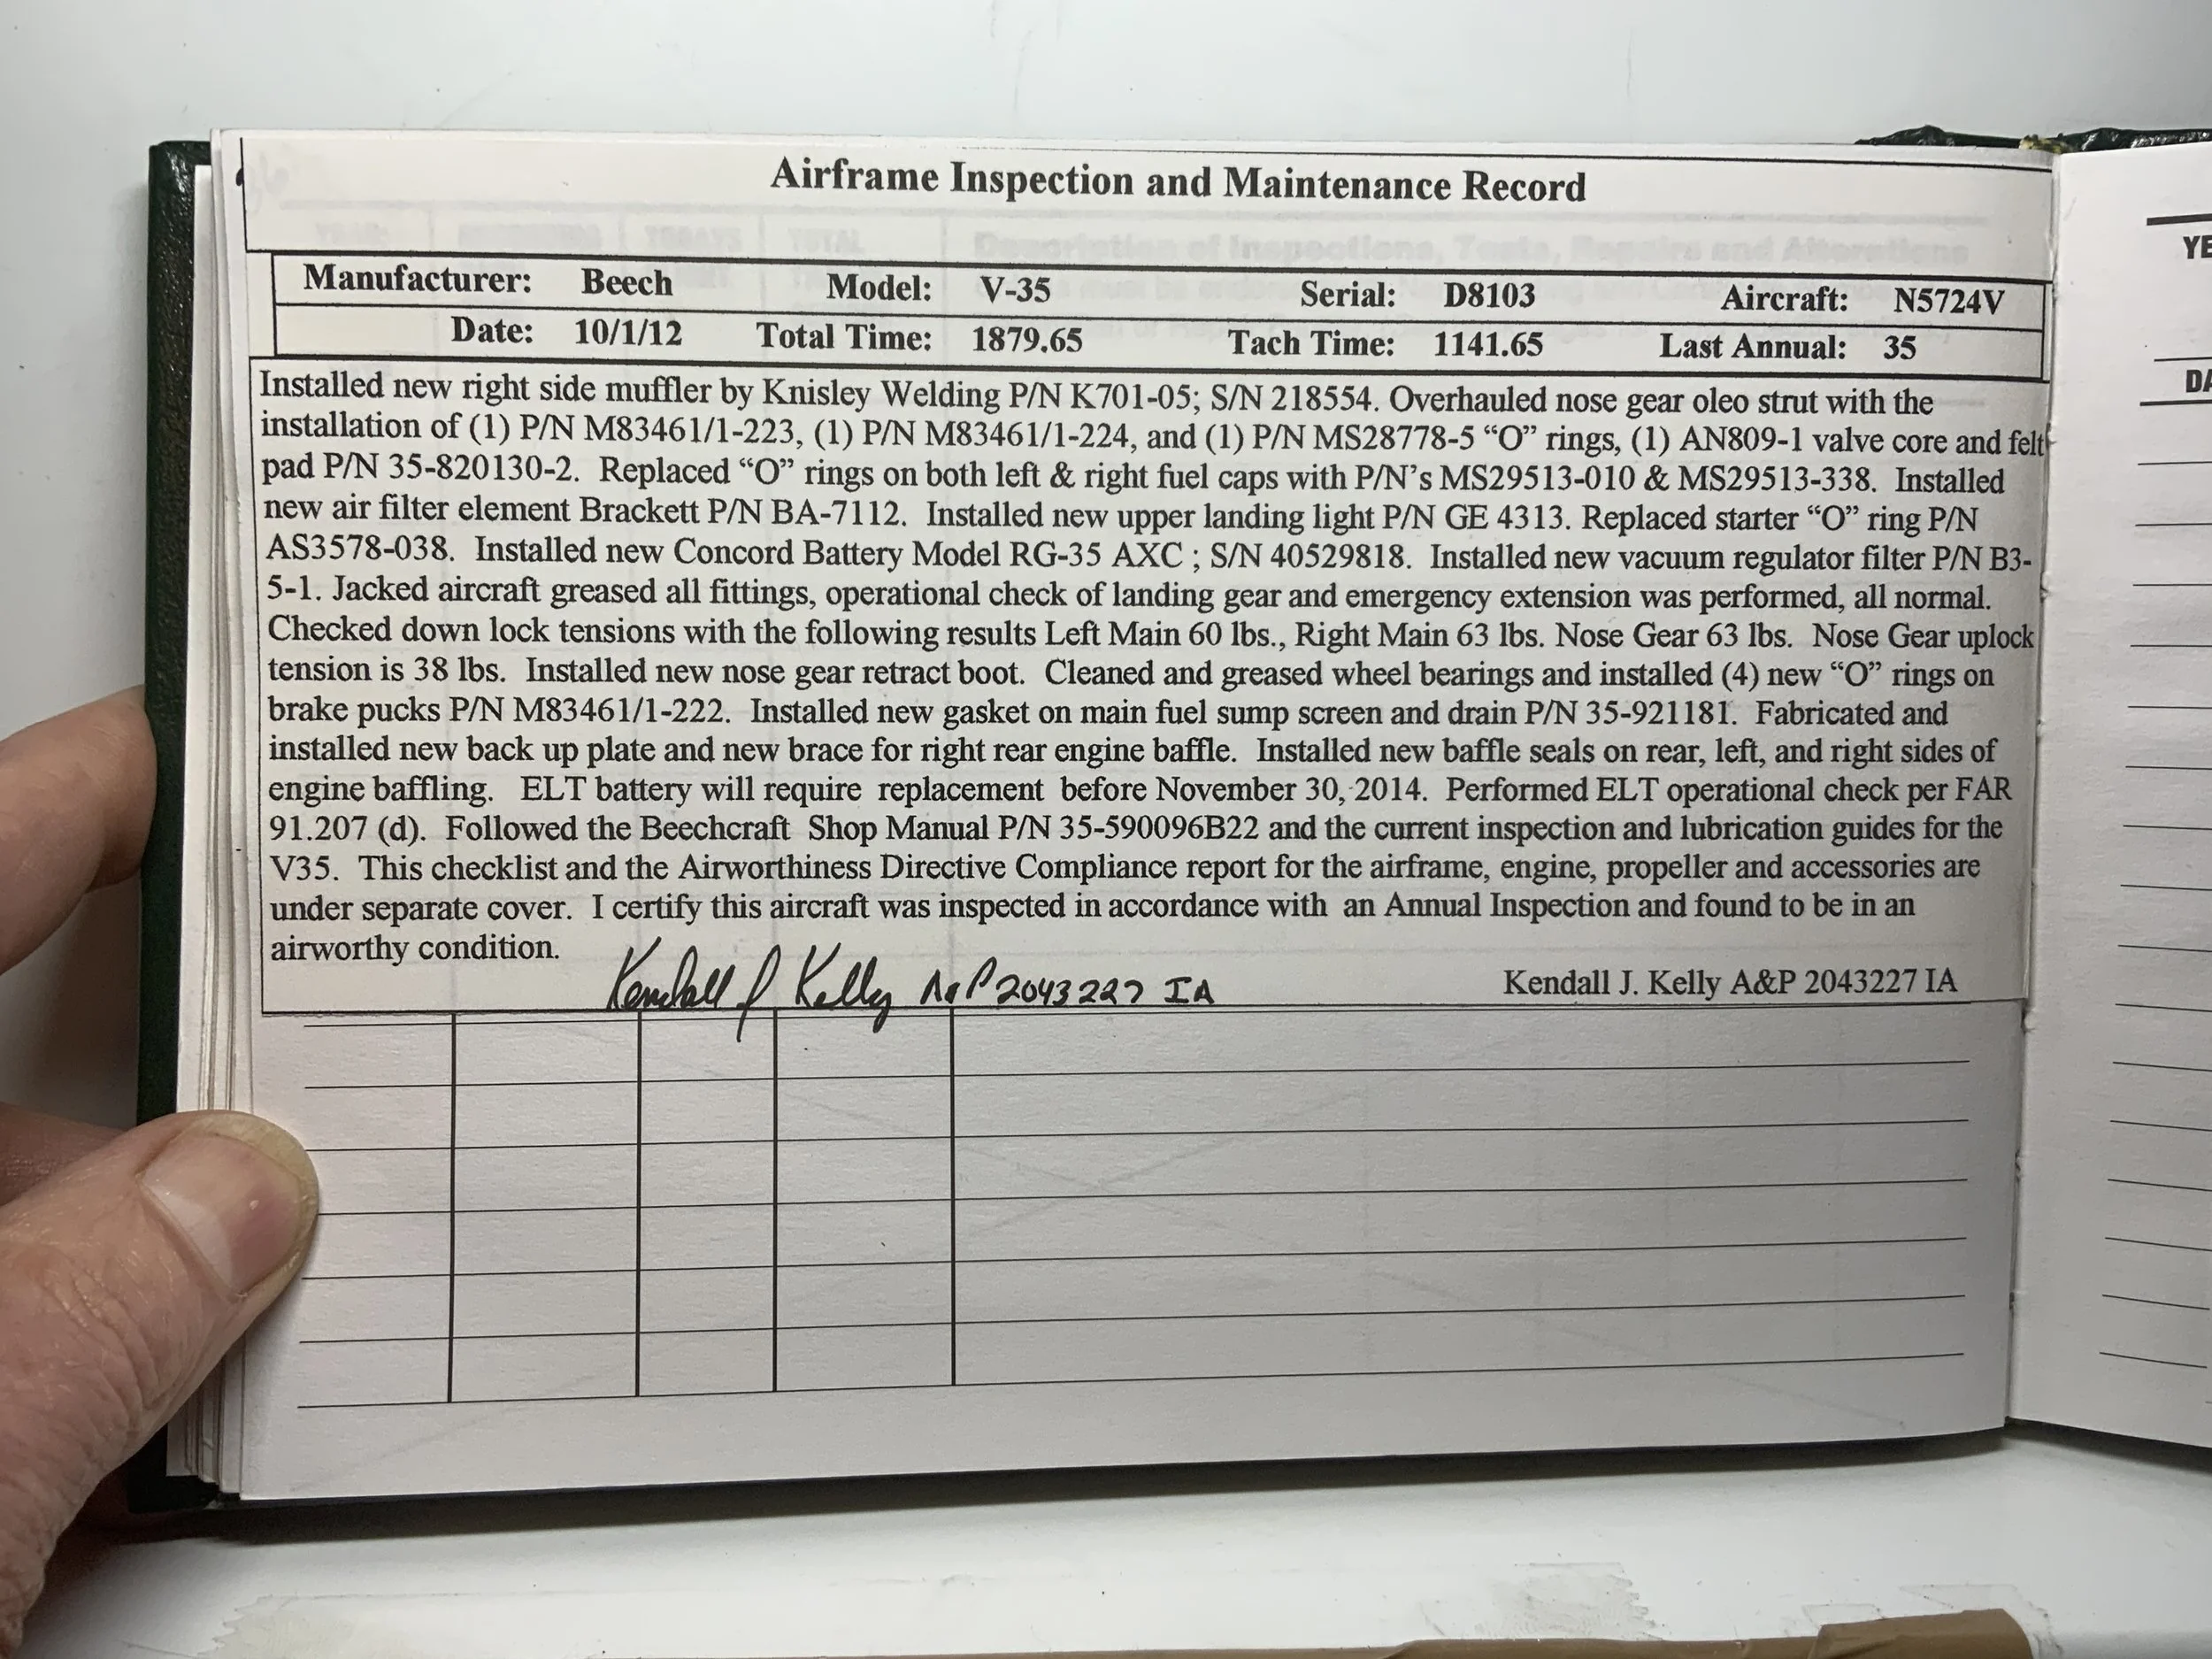 Airframe Inspection and Maintenance Record
Manufacturer: Beech Model: V-35 Serial: D8103 Aircraft: N5724V
Date: 10/1/12 Total Time: 1879.65 Tach Time: 1141.65 Last Annual: 35
Installed new right side muffler by Knisley Welding P/N K701-05; S/N 218554. Overhauled nose gear oleo strut with the
installation of (1) P/N M83461/1-223, (1) P/N M83461/1-224, and (1) P/N MS28778-5 “O” rings, (1) AN809-1 valve core and felt
pad P/N 35-820130-2. Replaced “O” rings on both left & right fuel caps with P/N’s MS29513-010 & MS29513-338. Installed
new air filter element Brackett P/N BA-7112. Installed new upper landing light P/N GE 4313. Replaced starter “O” ring P/N
AS3578-038. Installed new Concord Battery Model RG-35 AXC ; S/N 40529818. Installed new vacuum regulator filter P/N B3-
5-1. Jacked aircraft greased all fittings, operational check of landing gear and emergency extension was performed, all normal.
Checked down lock tensions with the following results Left Main 60 lbs., Right Main 63 lbs. Nose Gear 63 lbs. Nose Gear uplock
tension is 38 lbs. Installed new nose gear retract boot. Cleaned and greased wheel bearings and installed (4) new “O” rings on
brake pucks P/N M83461/1-222. Installed new gasket on main fuel sump screen and drain P/N 35-921181. Fabricated and
installed new back up plate and new brace for right rear engine baffle. Installed new baffle seals on rear, left, and right sides of
engine baffling. ELT battery will require replacement before November 30, 2014. Performed ELT operational check per FAR
91.207 (d). Followed the Beechcraft Shop Manual P/N 35-590096B22 and the current inspection and lubrication guides for the
V35. This checklist and the Airworthiness Directive Compliance report for the airframe, engine, propeller and accessories are
under separate cover. I certify this aircraft was inspected in accordance with an Annual Inspection and found to be in an
airworthy condition.
Kendall J Kelly A&P 2043227 IA
Kendall J. Kelly A&P 2043227 IA